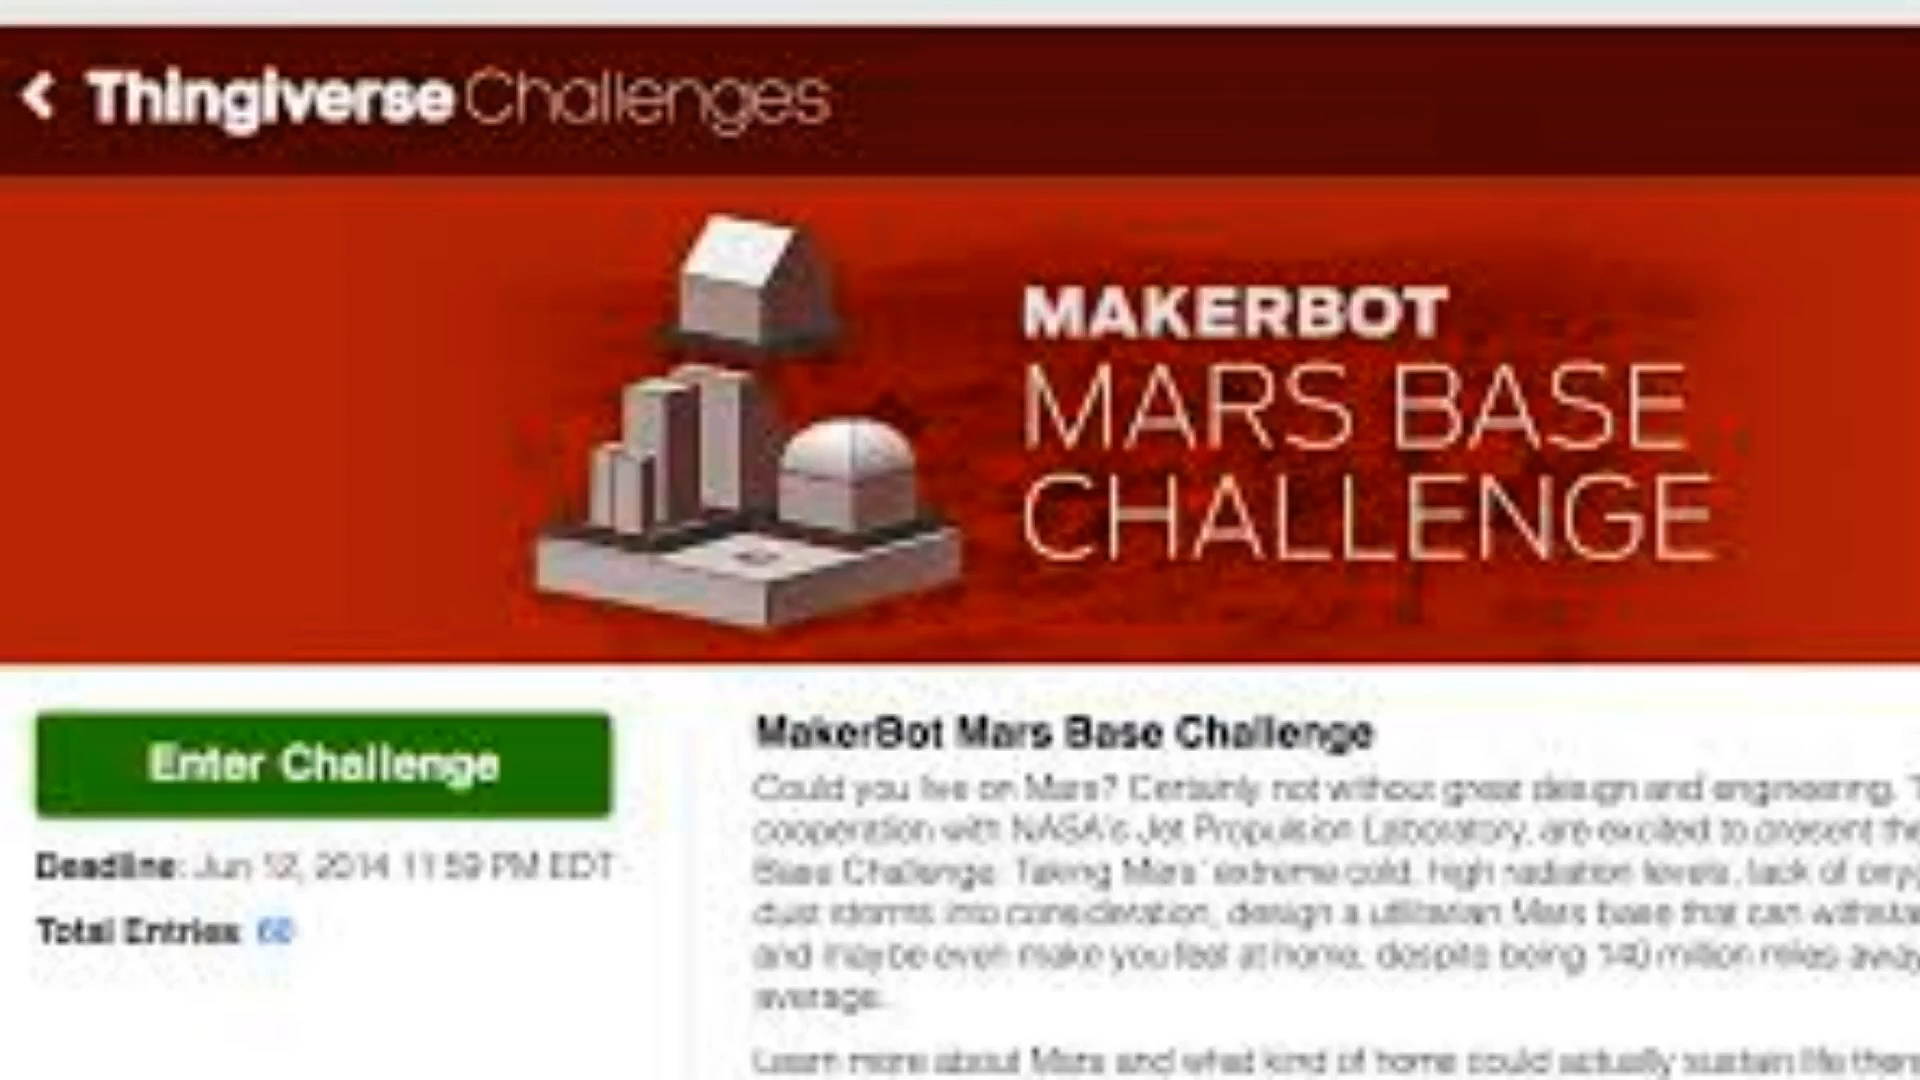 Thingiverse Challenges
MAKERBOT
MARS BASE
CHALLENGE
Enter Challenge
MakerBot Mars Base Challenge
Could you live on Mars? Certainly not without great design and engineering.
cooperation with NASA's Jet Propulsion Laboratory, are excited to present the
Base Challenge. Taking Mars' extreme cold, high radiation levels, lack of
Deadline: Jun 12, 2014 11:59 PM EDT
dust storms into consideration, design a utilitarian Mars base that can
Total Entries
and maybe even make you feel at home, despite being 140 million miles away
average.
Learn more about Mars and what kind of home could actually sustain life